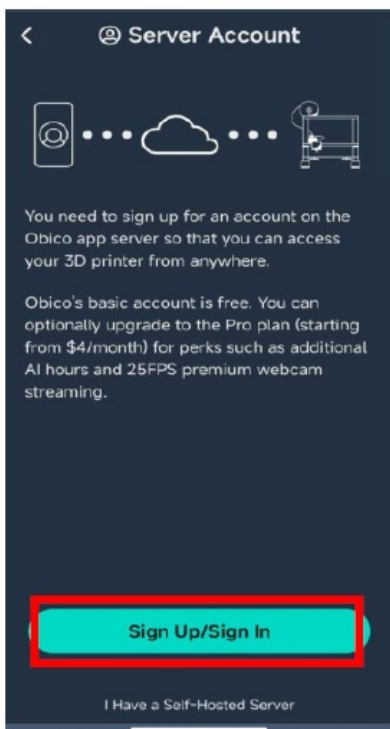 Server Account
You need to sign up for an account on the
Obico app server so that you can access
your 3D printer from anywhere.
Obico's basic account is free. You can
optionally upgrade to the Pro plan (starting
from $4/month) for perks such as additional
AI hours and 25FPS premium webcam
streaming.
Sign Up/Sign In
I Have a Self-Hosted Server